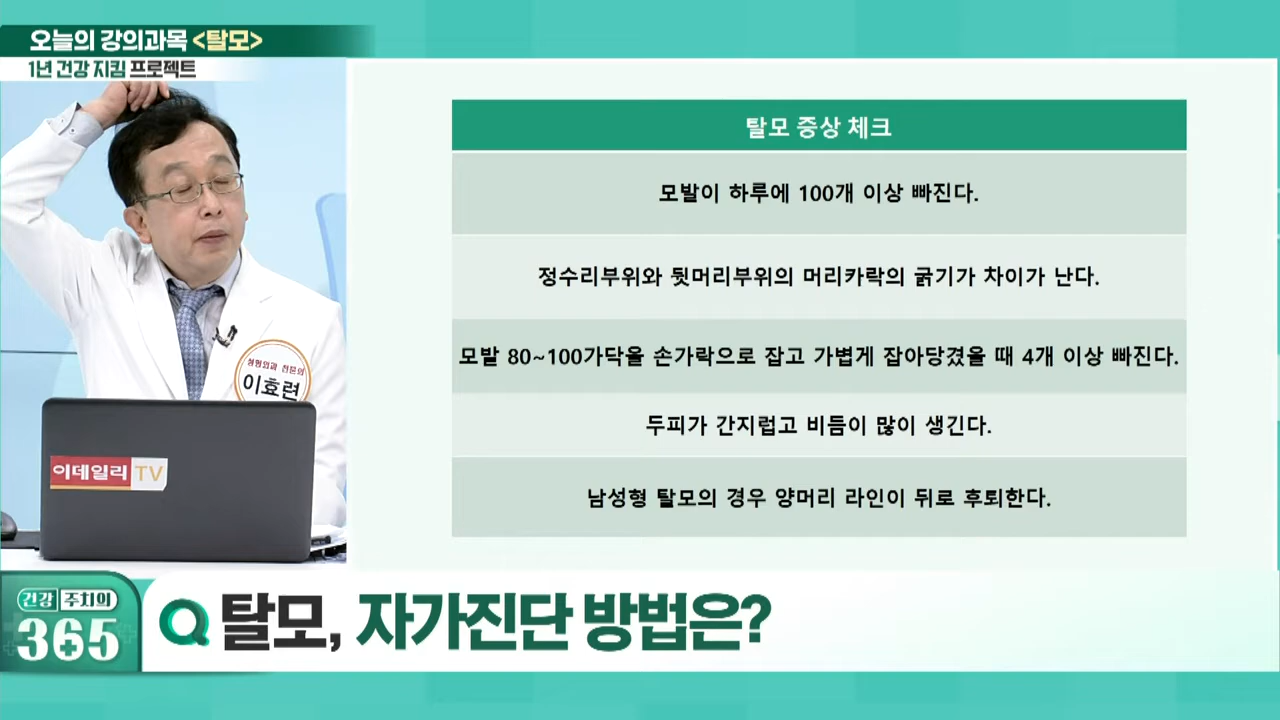 오늘의 강의과목 <탈모>
1년 건강 지킴 프로젝트
탈모 증상 체크
모발이 하루에 100개 이상 빠진다.
정수리부위와 뒷머리부위의 머리카락의 굵기가 차이가 난다.
모발 80~100가닥을 손가락으로 잡고 가볍게 잡아당겼을 때 4개 이상 빠진다.
두피가 간지럽고 비듬이 많이 생긴다.
남성형 탈모의 경우 양머리 라인이 뒤로 후퇴한다.
성형외과 전문의
이효련
이데일리 TV
건강 주치의
365
Q 탈모, 자가진단 방법은?